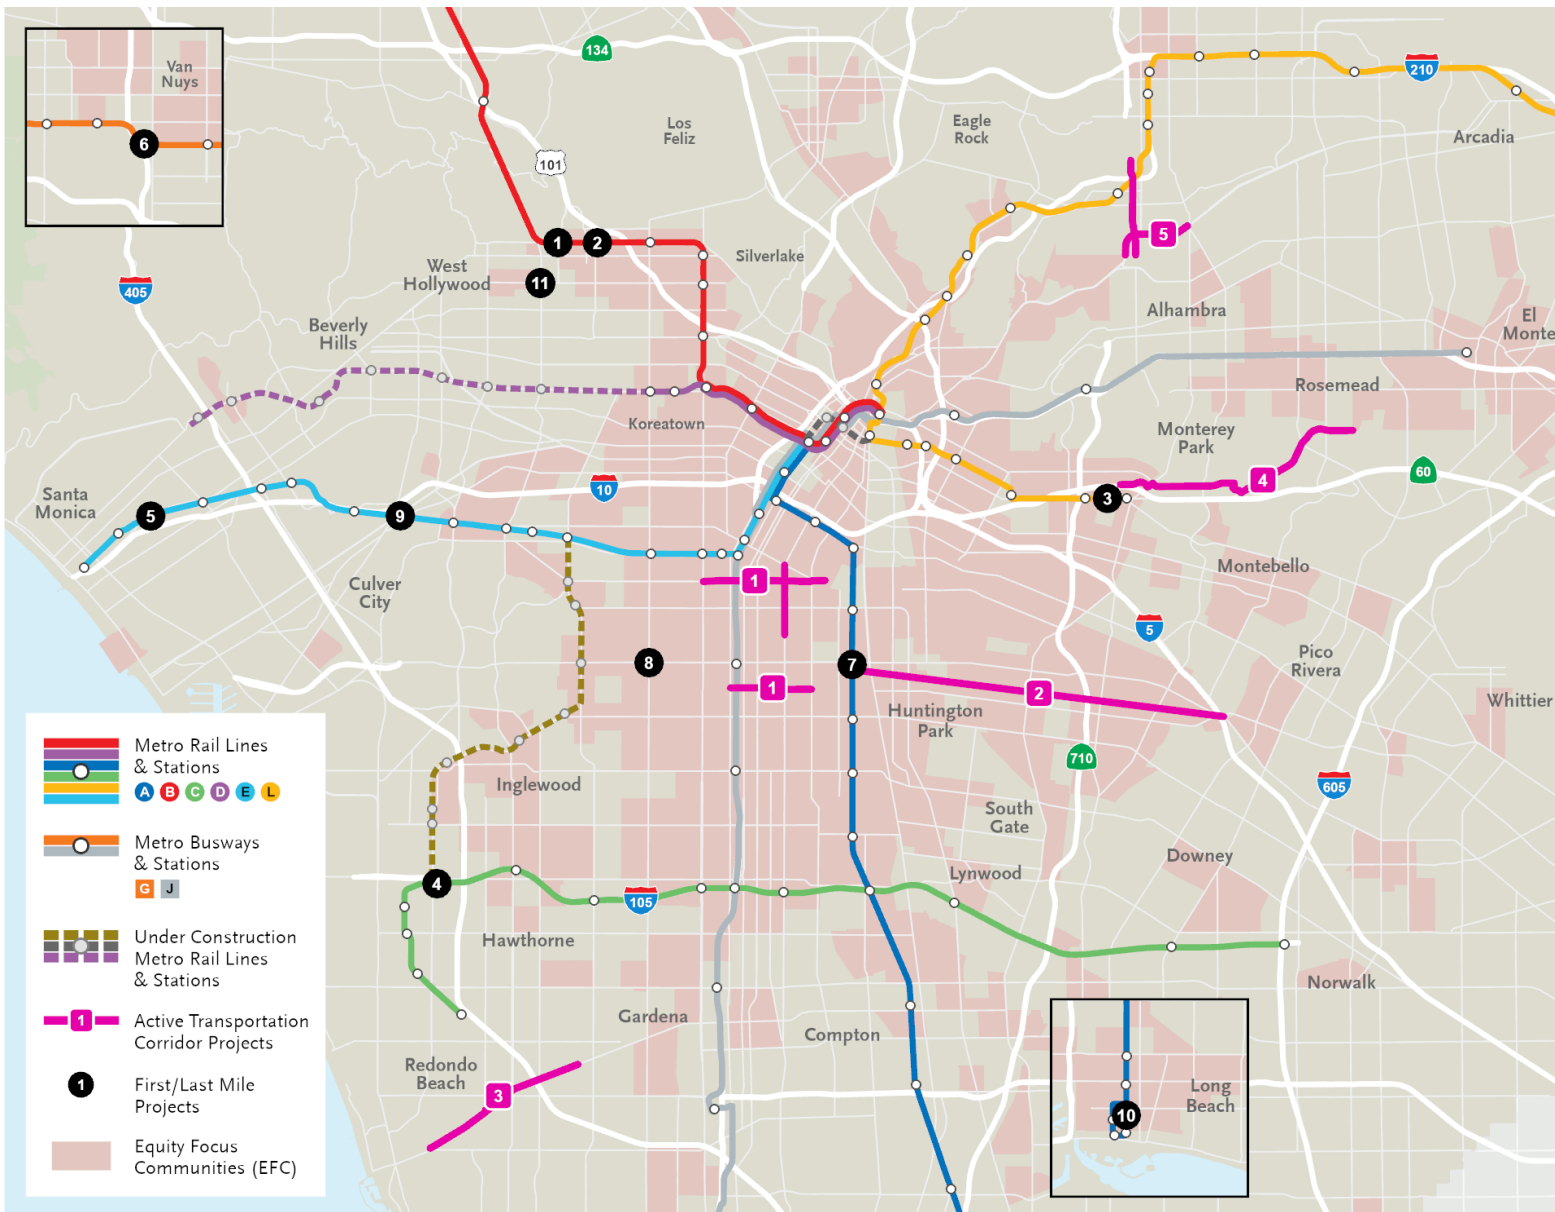 134
210
Van
Nuys
6
Los
Feliz
Eagle
Rock
Arcadia
101
5
1
2
Silverlake
West
Hollywood
11
405
Alhambra
El
Monte
Beverly
Hills
Rosemead
Koreatown
Monterey
Park
60
4
3
10
Santa
Monica
5
9
Montebello
Culver
City
1
5
Pico
Rivera
8
7
1
2
Whittier
Huntington
Park
710
605
Inglewood
South
Gate
Downey
Lynwood
4
105
Hawthorne
Norwalk
Gardena
Compton
Redondo
Beach
3
Long
Beach
10
Metro Rail Lines
& Stations
A B C D E L
Metro Busways
& Stations
G J
Under Construction
Metro Rail Lines
& Stations
1
Active Transportation
Corridor Projects
1
First/Last Mile
Projects
Equity Focus
Communities (EFC)